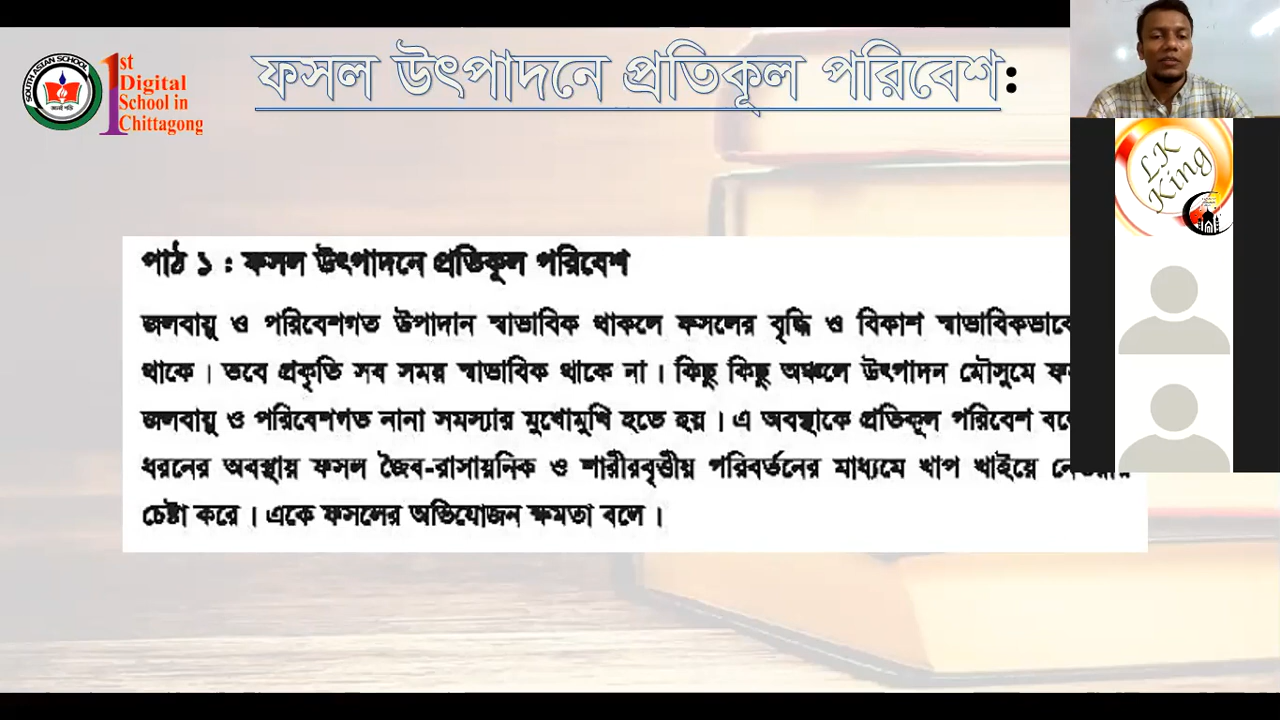 SOUTH ASIAN SCHOOL
1st
Digital
School in
Chittagong
ফসল উৎপাদনে প্রতিকূল পরিবেশ:
LK
King
পাঠ ১ : ফসল উৎপাদনে প্রতিকূল পরিবেশ
জলবায়ু ও পরিবেশগত উপাদান স্বাভাবিক থাকলে ফসলের বৃদ্ধি ও বিকাশ
থাকে। তবে প্রকৃতি সব সময় স্বাভাবিক থাকে না। কিছু কিছু অঞ্চলে উৎপাদন মৌসুমে
জলবায়ু ও পরিবেশগত নানা সমস্যার মুখোমুখি হতে হয়। এ অবস্থাকে প্রতিকূল পরিবেশ
ধরনের অবস্থায় ফসল জৈব-রাসায়নিক ও শারীরবৃত্তীয় পরিবর্তনের মাধ্যমে খাপ খাইয়ে
চেষ্টা করে। একে ফসলের অভিযোজন ক্ষমতা বলে।